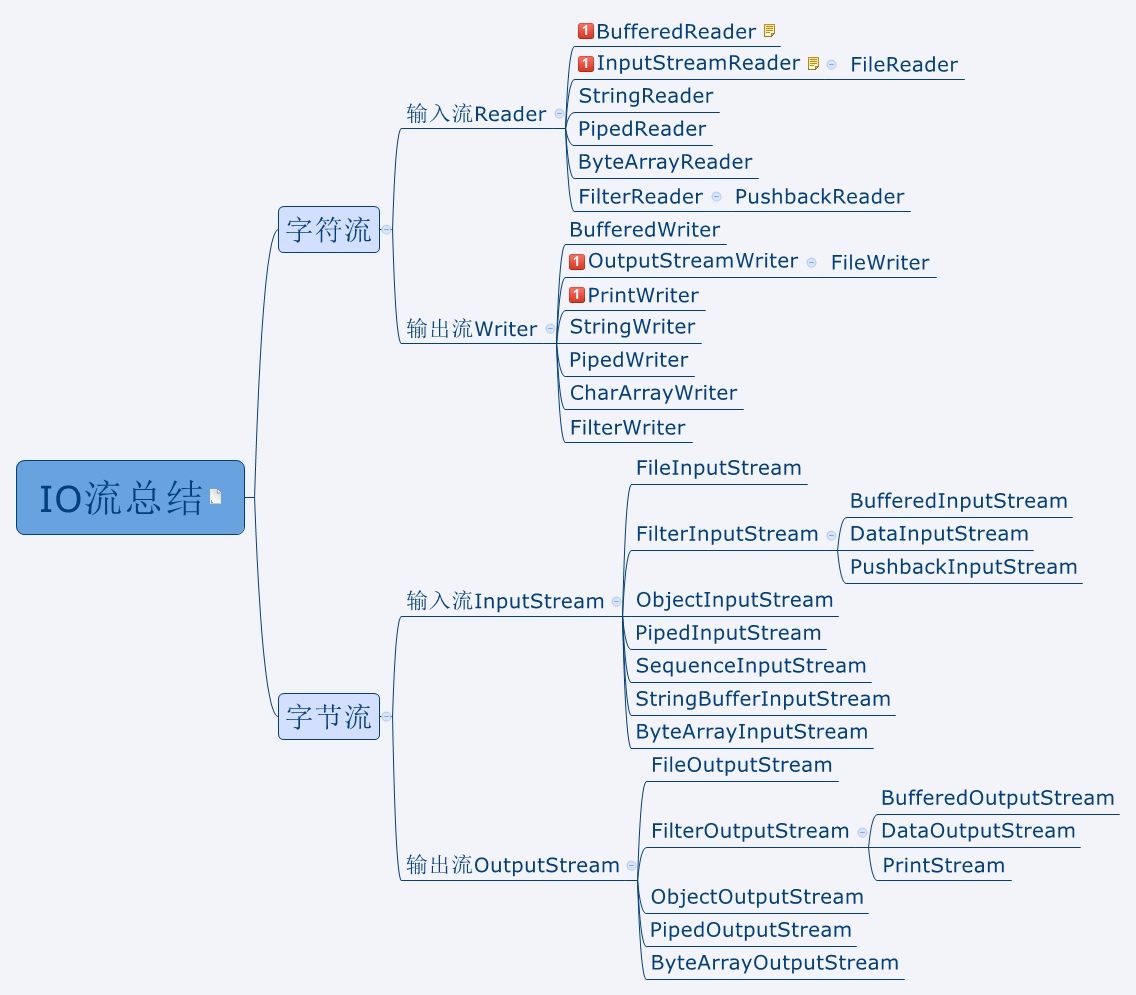 IO流总结
字符流
输入流Reader
1 BufferedReader
1 InputStreamReader
FileReader
StringReader
PipedReader
ByteArrayReader
FilterReader
PushbackReader
输出流Writer
BufferedWriter
1 OutputStreamWriter
FileWriter
1 PrintWriter
StringWriter
PipedWriter
CharArrayWriter
FilterWriter
字节流
输入流InputStream
FileInputStream
FilterInputStream
BufferedInputStream
DataInputStream
PushbackInputStream
ObjectInputStream
PipedInputStream
SequenceInputStream
StringBufferInputStream
ByteArrayInputStream
输出流OutputStream
FileOutputStream
FilterOutputStream
BufferedOutputStream
DataOutputStream
PrintStream
ObjectOutputStream
PipedOutputStream
ByteArrayOutputStream